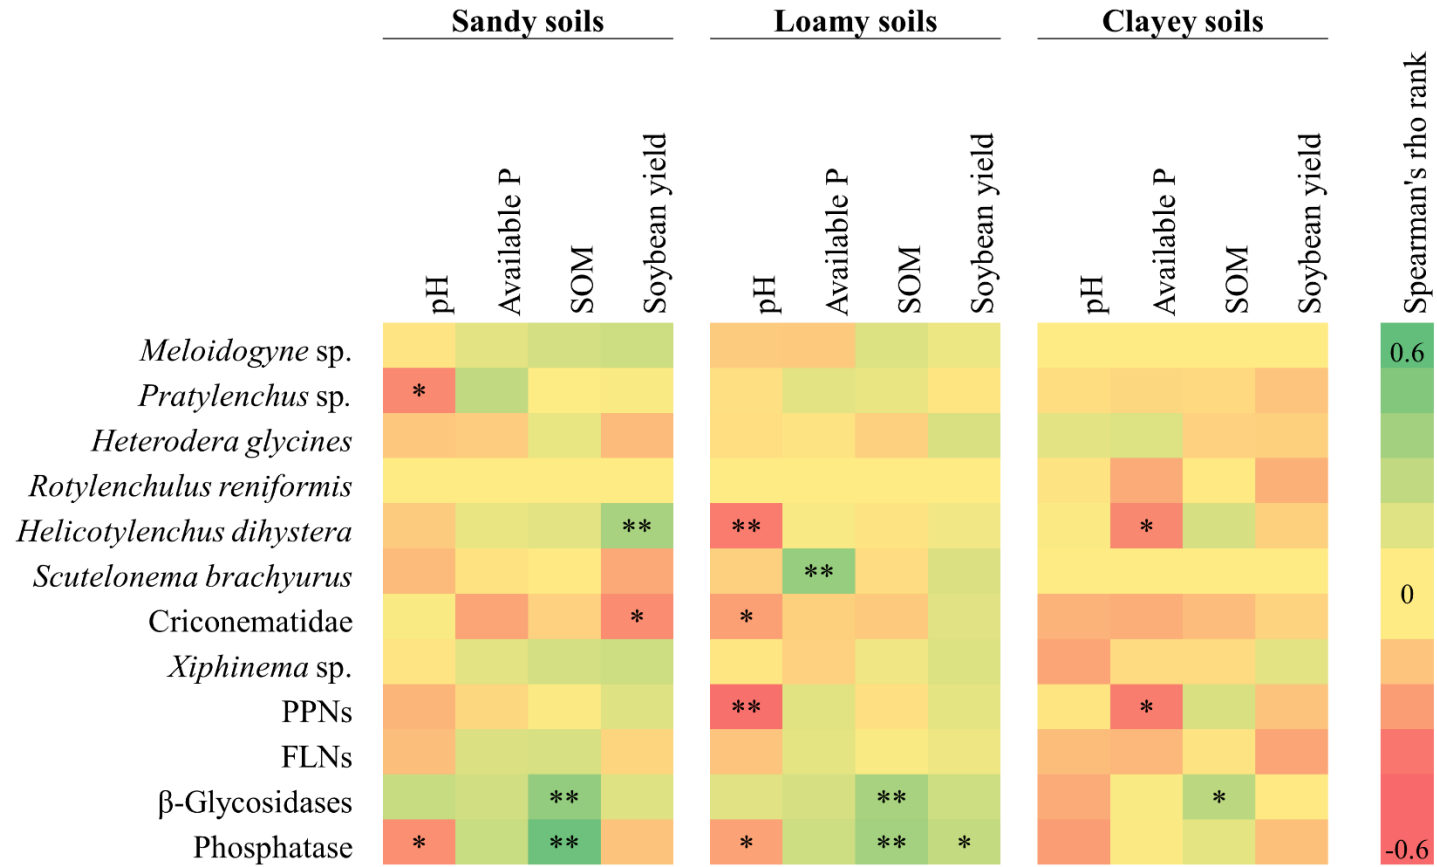 Sandy soils Loamy soils Clayey soils Spearman's rho rank
pH Available P SOM Soybean yield pH Available P SOM Soybean yield pH Available P SOM Soybean yield
Meloidogyne sp. 0.6
Pratylenchus sp. *
Heterodera glycines
Rotylenchulus reniformis
Helicotylenchus dihystera ** ** *
Scutelonema brachyurus **
Criconematidae * * 0
Xiphinema sp.
PPNs ** *
FLNs
β-Glycosidases ** ** *
Phosphatase * ** * ** * -0.6